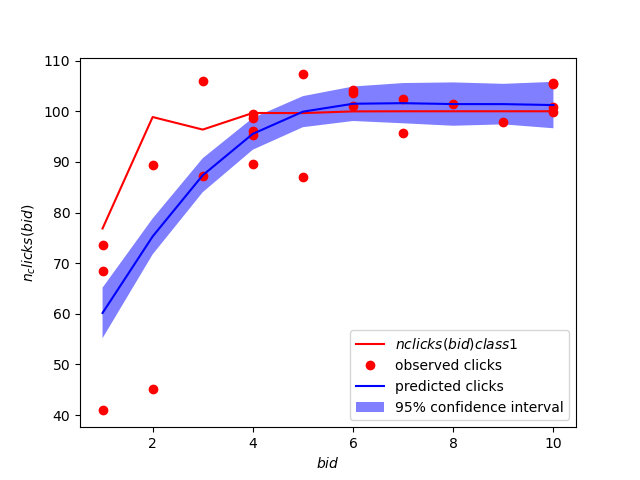 110
100
90
80
70
60
50
40
n_clicks(bid)
nclicks(bid)class1
observed clicks
predicted clicks
95% confidence interval
2
4
6
8
10
bid